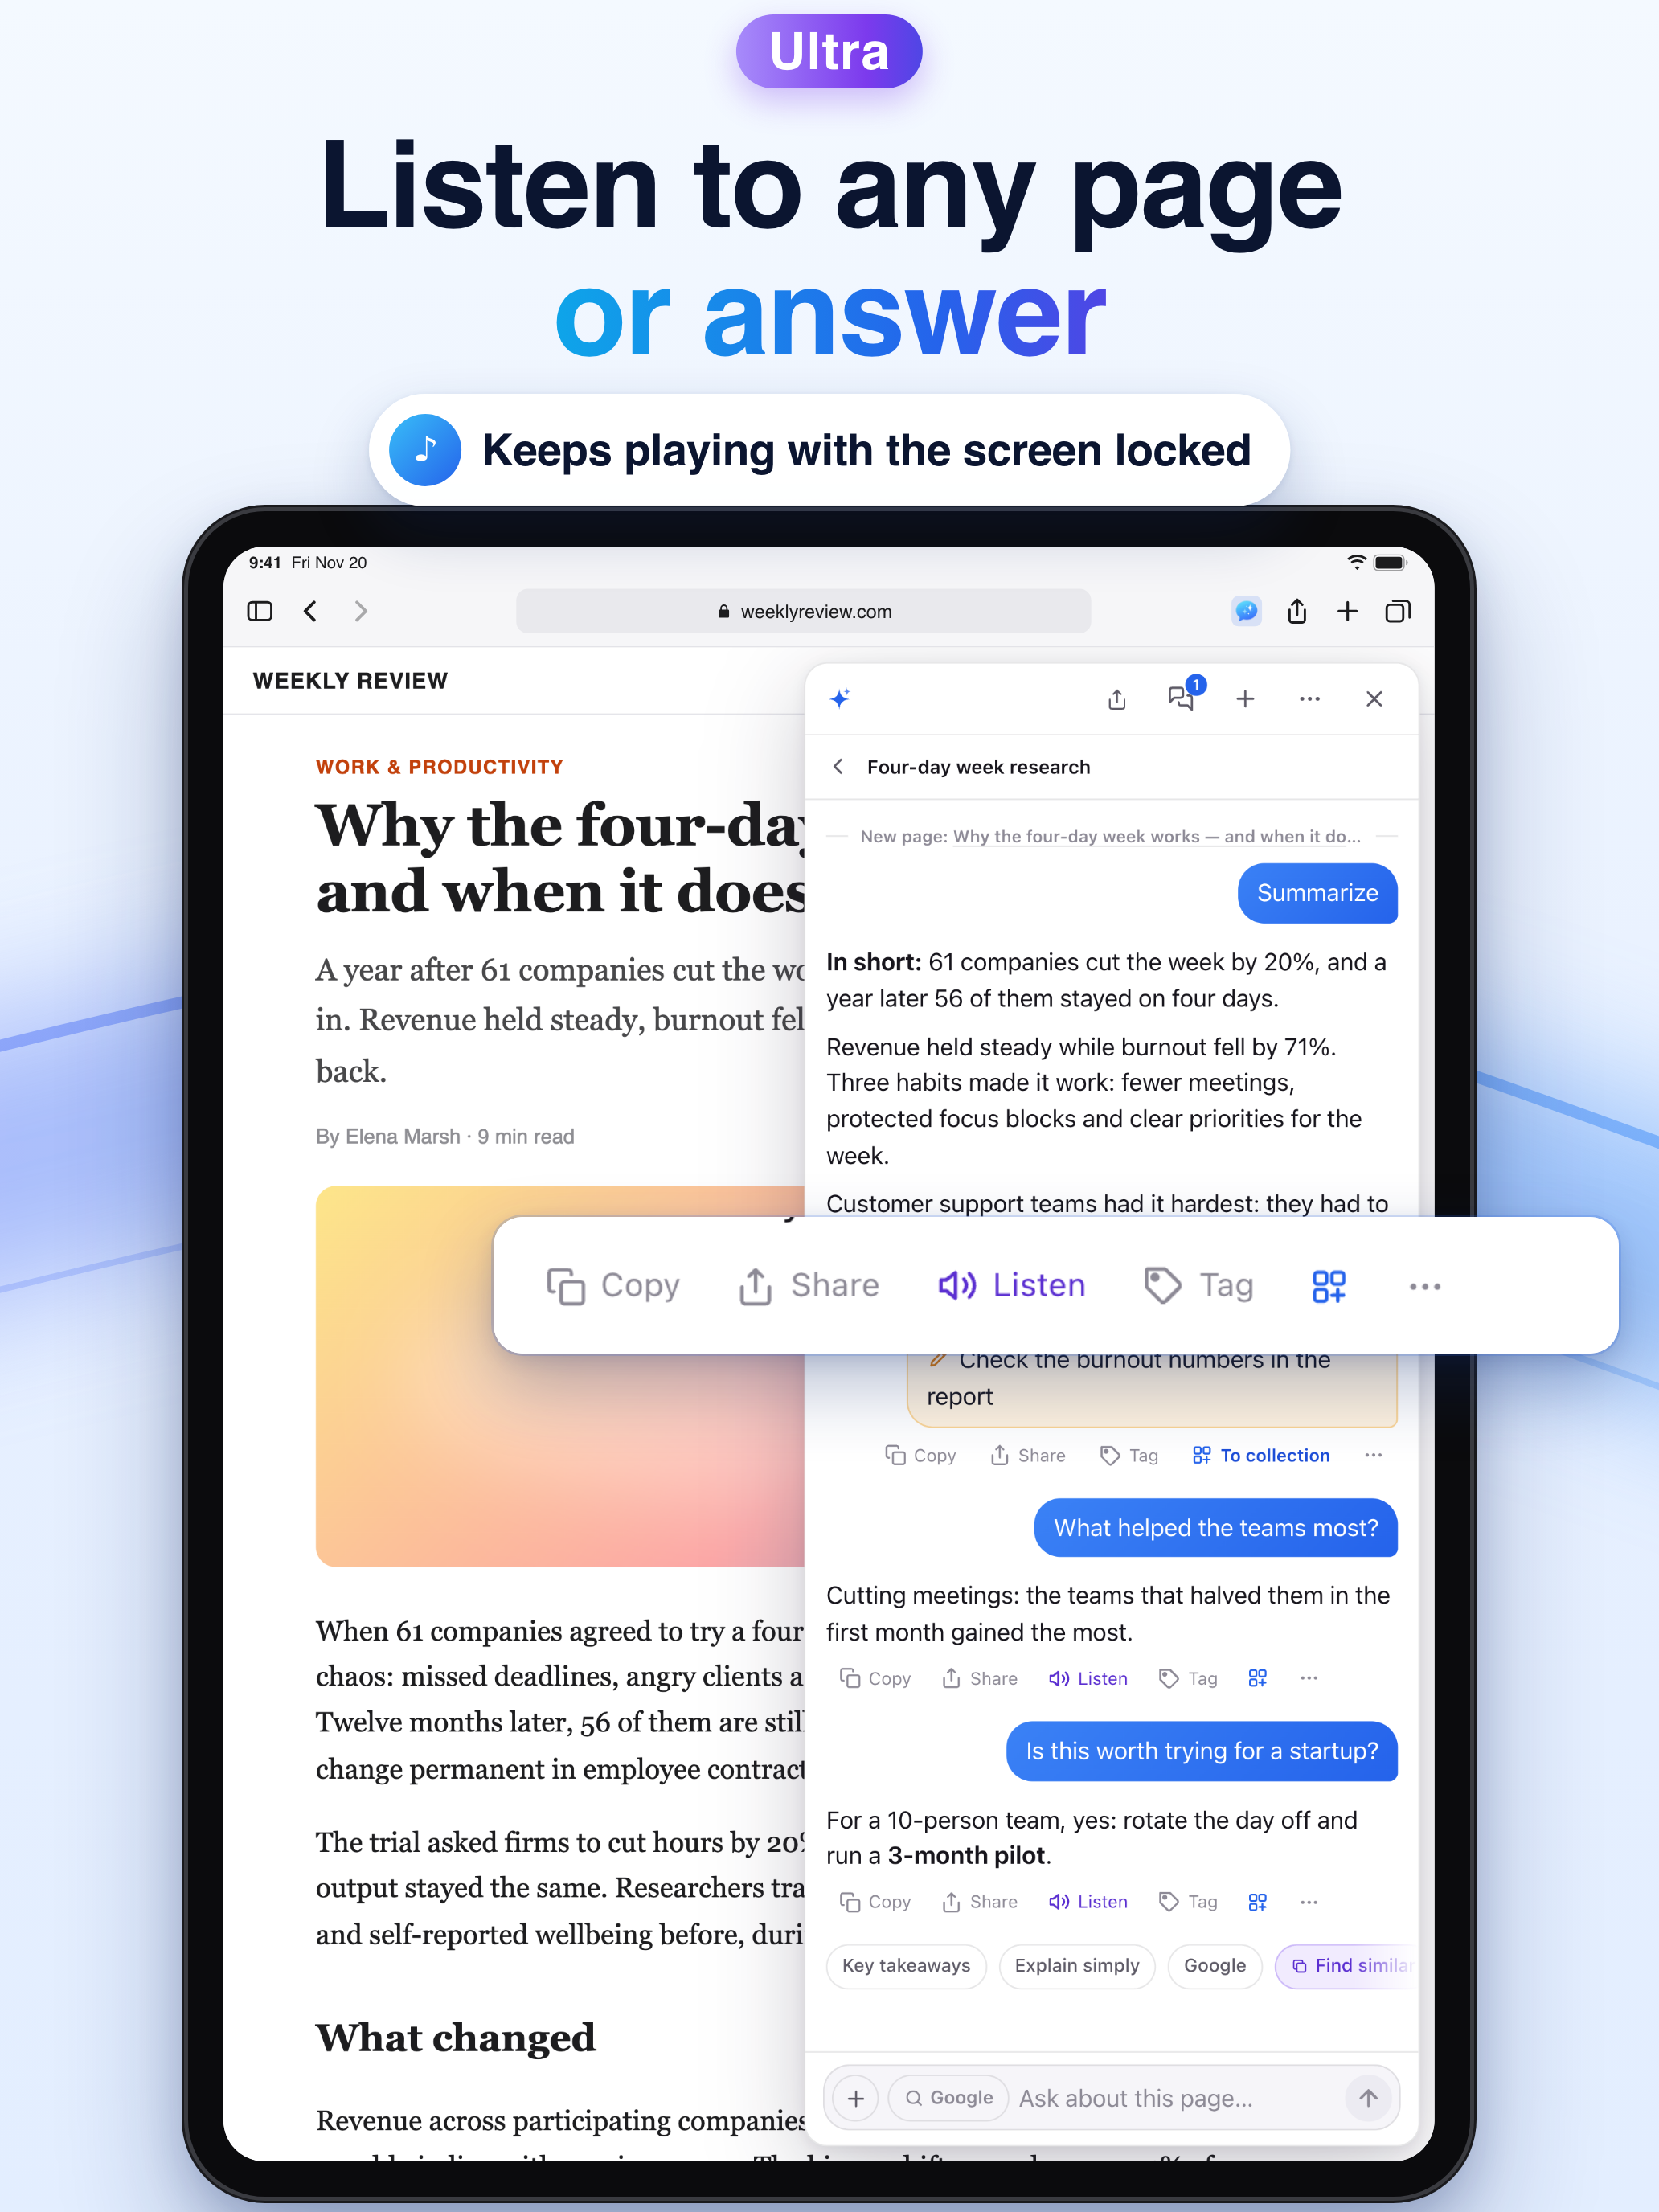 Ultra
Listen to any page
or answer
Keeps playing with the screen locked
9:41 Fri Nov 20
weeklyreview.com
WEEKLY REVIEW
WORK & PRODUCTIVITY
Why the four-day
and when it does
A year after 61 companies cut the wo
in. Revenue held steady, burnout fel
back.
By Elena Marsh · 9 min read
When 61 companies agreed to try a four
chaos: missed deadlines, angry clients a
Twelve months later, 56 of them are still
change permanent in employee contract
The trial asked firms to cut hours by 20%
output stayed the same. Researchers tra
and self-reported wellbeing before, duri
What changed
Revenue across participating companies
1
Four-day week research
New page: Why the four-day week works — and when it do...
Summarize
In short: 61 companies cut the week by 20%, and a
year later 56 of them stayed on four days.
Revenue held steady while burnout fell by 71%.
Three habits made it work: fewer meetings,
protected focus blocks and clear priorities for the
week.
Customer support teams had it hardest: they had to
Copy Share Listen Tag
Check the burnout numbers in the
report
Copy Share Tag To collection
What helped the teams most?
Cutting meetings: the teams that halved them in the
first month gained the most.
Copy Share Listen Tag
Is this worth trying for a startup?
For a 10-person team, yes: rotate the day off and
run a 3-month pilot.
Copy Share Listen Tag
Key takeaways Explain simply Google Find similar
Google Ask about this page...